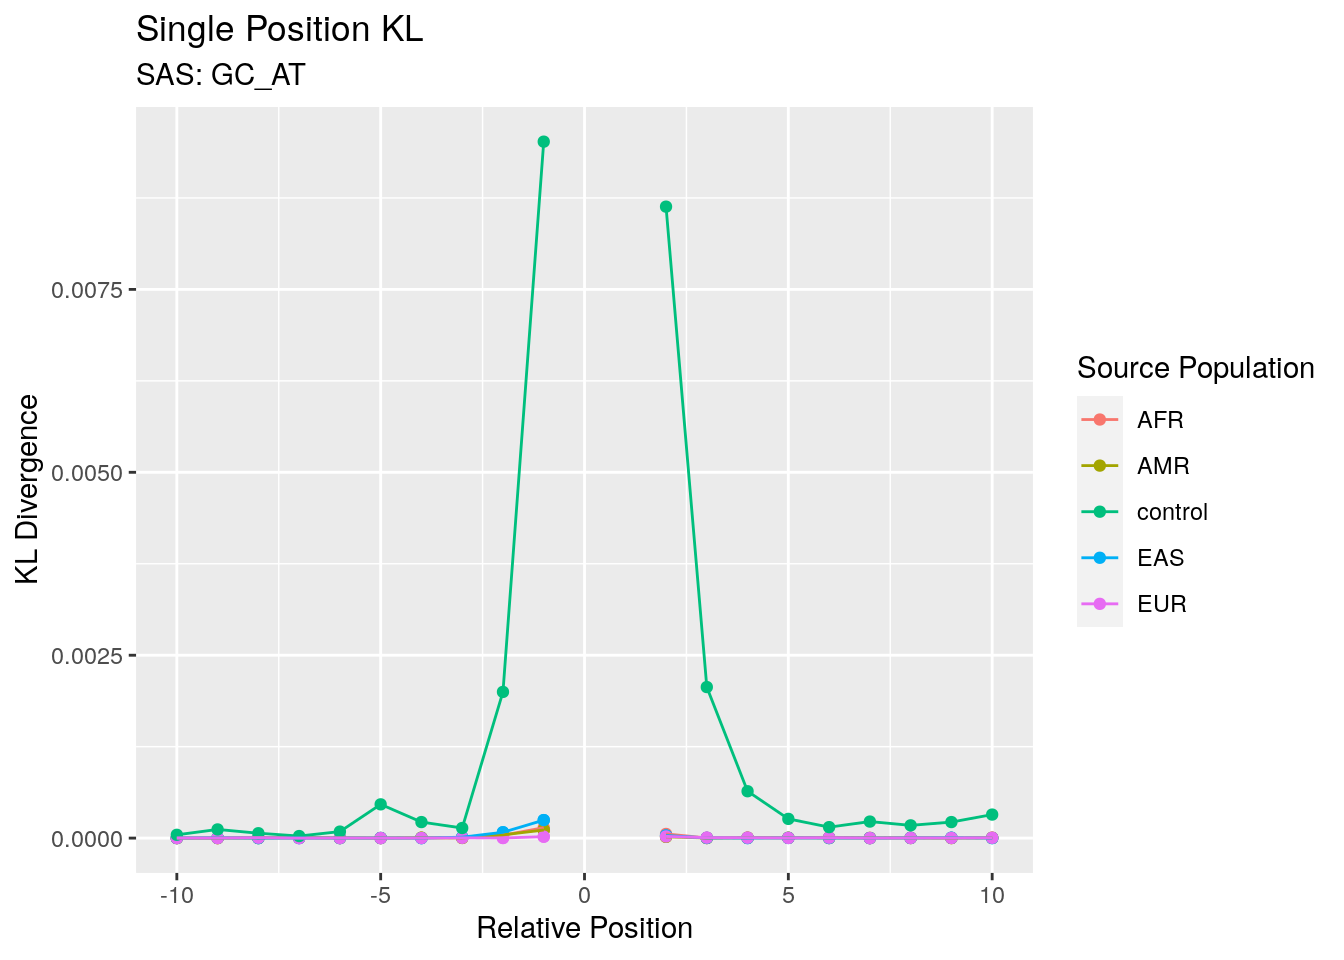 Single Position KL
SAS: GC_AT
KL Divergence
0.0075
0.0050
0.0025
0.0000
-10
-5
0
5
10
Relative Position
Source Population
AFR
AMR
control
EAS
EUR